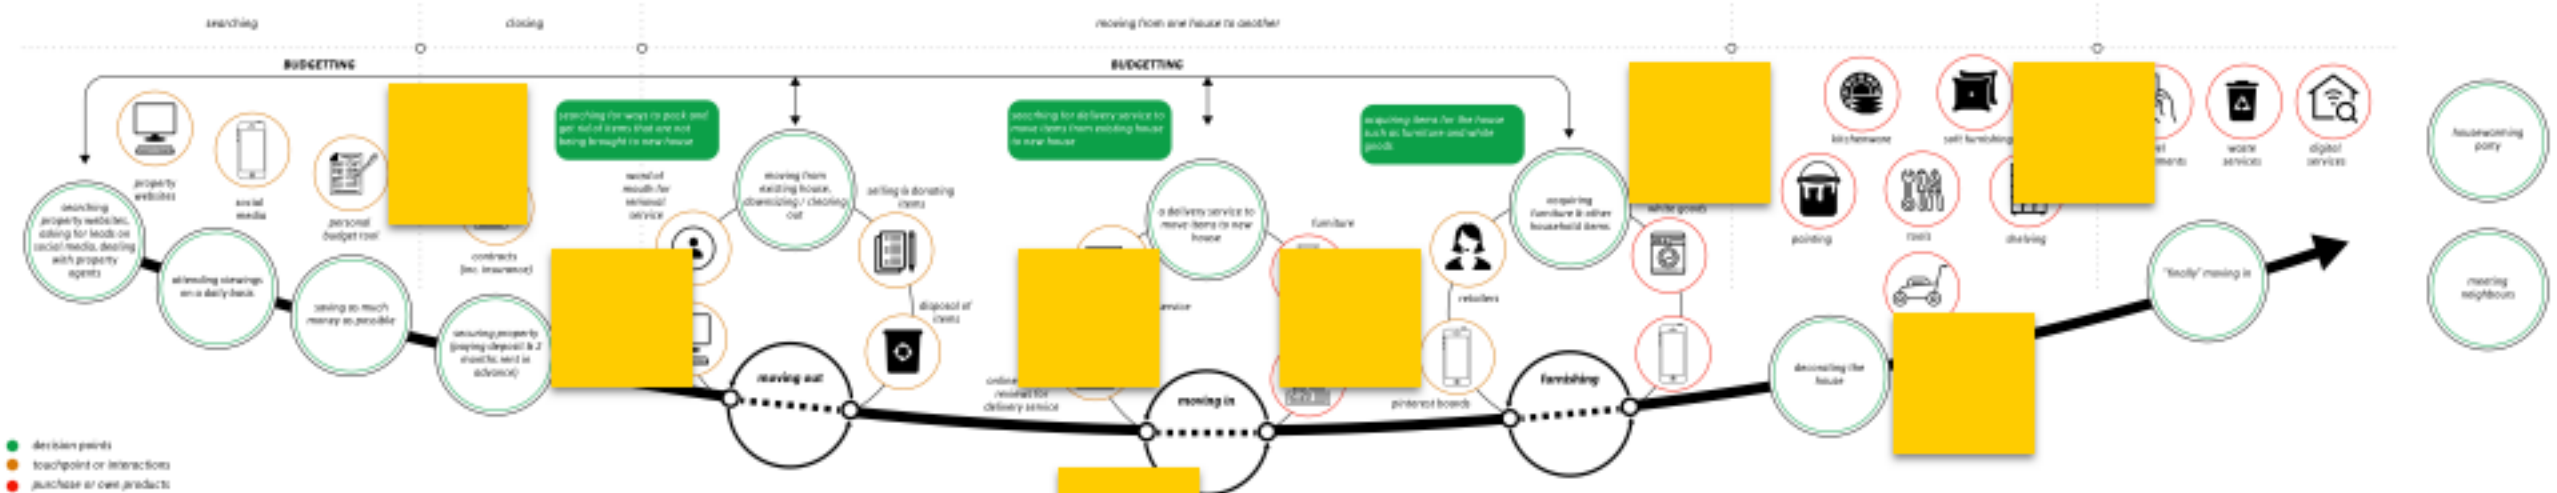 searching
closing
moving from one house to another
BUDGETTING
BUDGETTING
property
websites
social
media
personal
budget tool
contracts
(inc. insurance)
searching
property websites,
asking for leads on
social media, dealing
with property
agents
attending viewings
on a daily basis
saving as much
money as possible
securing property
(paying deposit & 2
months rent in
advance)
searching for ways to pack and
get rid of items that are not
being brought to new house
word of
mouth for
removal
service
moving from
existing house,
downsizing / clearing
out
selling & donating
items
disposal of
items
moving out
searching for delivery service to
move items from existing house
to new house
a delivery service to
move items to new
house
furniture
service
online
reviews for
delivery service
moving in
acquiring items for the house
such as furniture and white
goods
acquiring
furniture & other
household items
white goods
retailers
pinterest boards
furnishing
kitchenware
soft furnishing
painting
tools
shelving
decorating the
house
waste
services
digital
services
"finally" moving in
housewarming
party
meeting
neighbours
decision points
touchpoint or interactions
purchase or own products